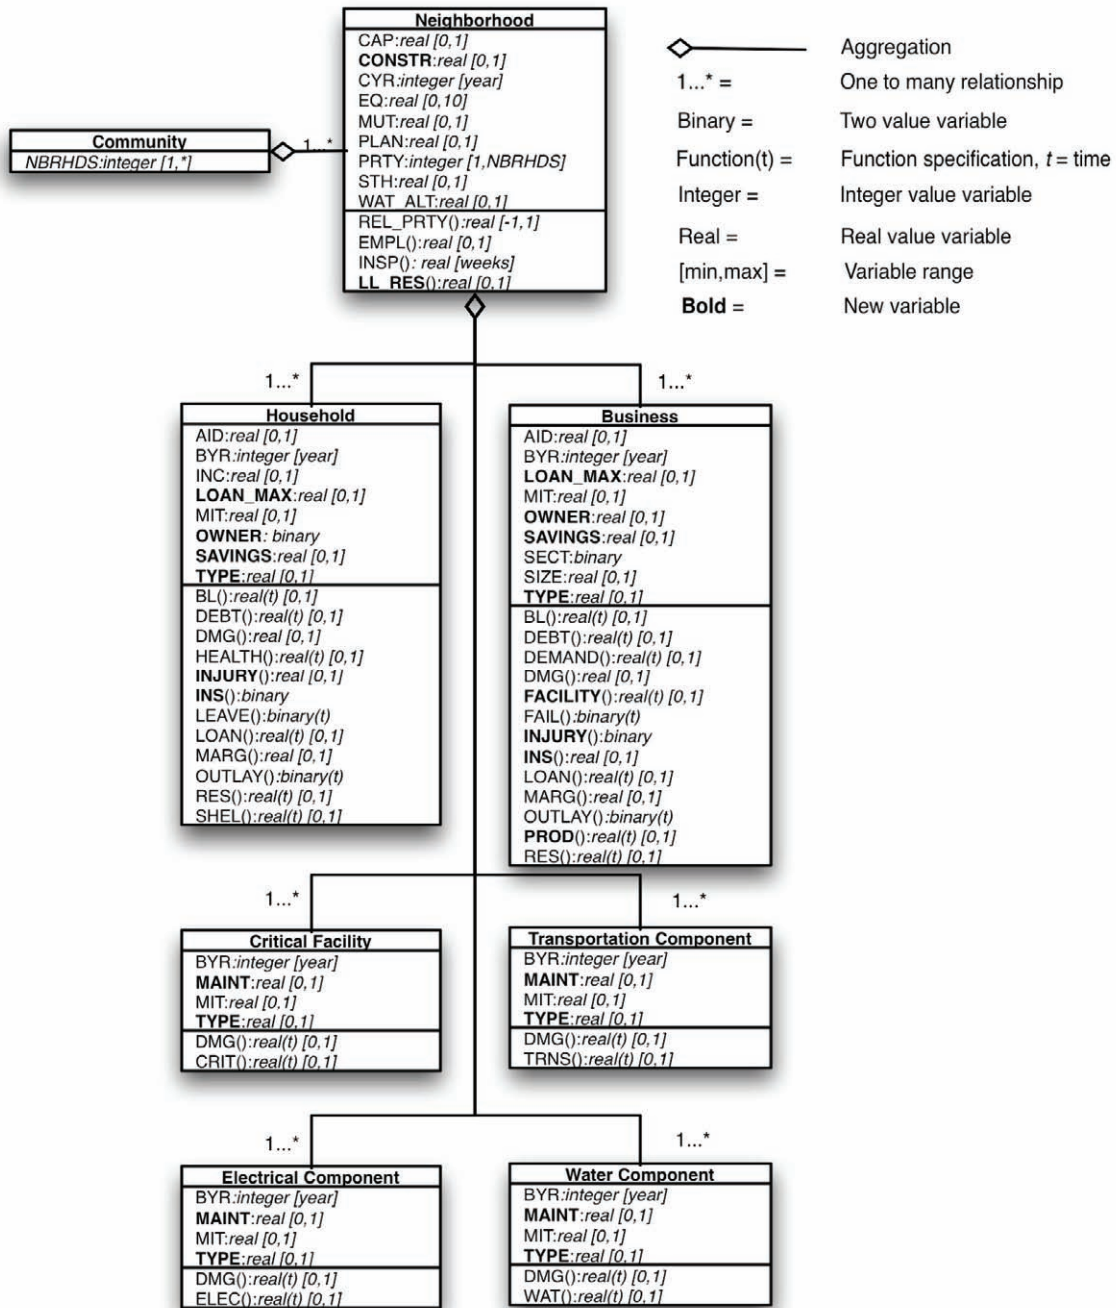 Neighborhood
CAP:real [0,1]
CONSTR:real [0,1]
CYR:integer [year]
EQ:real [0,10]
MUT:real [0,1]
PLAN:real [0,1]
PRTY:integer [1,NBRHDS]
STH:real [0,1]
WAT_ALT:real [0,1]
REL_PRTY():real [-1,1]
EMPL():real [0,1]
INSP(): real [weeks]
LL_RES():real [0,1]
Community
NBRHDS:integer [1,*]
1...*
Aggregation
1...* = One to many relationship
Binary = Two value variable
Function(t) = Function specification, t = time
Integer = Integer value variable
Real = Real value variable
[min,max] = Variable range
Bold = New variable
1...*
Household
AID:real [0,1]
BYR:integer [year]
INC:real [0,1]
LOAN_MAX:real [0,1]
MIT:real [0,1]
OWNER: binary
SAVINGS:real [0,1]
TYPE:real [0,1]
BL():real(t) [0,1]
DEBT():real(t) [0,1]
DMG():real [0,1]
HEALTH():real(t) [0,1]
INJURY():real [0,1]
INS():binary
LEAVE():binary(t)
LOAN():real(t) [0,1]
MARG():real [0,1]
OUTLAY():binary(t)
RES():real(t) [0,1]
SHEL():real(t) [0,1]
1...*
Business
AID:real [0,1]
BYR:integer [year]
LOAN_MAX:real [0,1]
MIT:real [0,1]
OWNER:real [0,1]
SAVINGS:real [0,1]
SECT:binary
SIZE:real [0,1]
TYPE:real [0,1]
BL():real(t) [0,1]
DEBT():real(t) [0,1]
DEMAND():real(t) [0,1]
DMG():real [0,1]
FACILITY():real(t) [0,1]
FAIL():binary(t)
INJURY():binary
INS():real [0,1]
LOAN():real(t) [0,1]
MARG():real [0,1]
OUTLAY():binary(t)
PROD():real(t) [0,1]
RES():real(t) [0,1]
1...*
Critical Facility
BYR:integer [year]
MAINT:real [0,1]
MIT:real [0,1]
TYPE:real [0,1]
DMG():real(t) [0,1]
CRIT():real(t) [0,1]
1...*
Transportation Component
BYR:integer [year]
MAINT:real [0,1]
MIT:real [0,1]
TYPE:real [0,1]
DMG():real(t) [0,1]
TRNS():real(t) [0,1]
1...*
Electrical Component
BYR:integer [year]
MAINT:real [0,1]
MIT:real [0,1]
TYPE:real [0,1]
DMG():real(t) [0,1]
ELEC():real(t) [0,1]
1...*
Water Component
BYR:integer [year]
MAINT:real [0,1]
MIT:real [0,1]
TYPE:real [0,1]
DMG():real(t) [0,1]
WAT():real(t) [0,1]